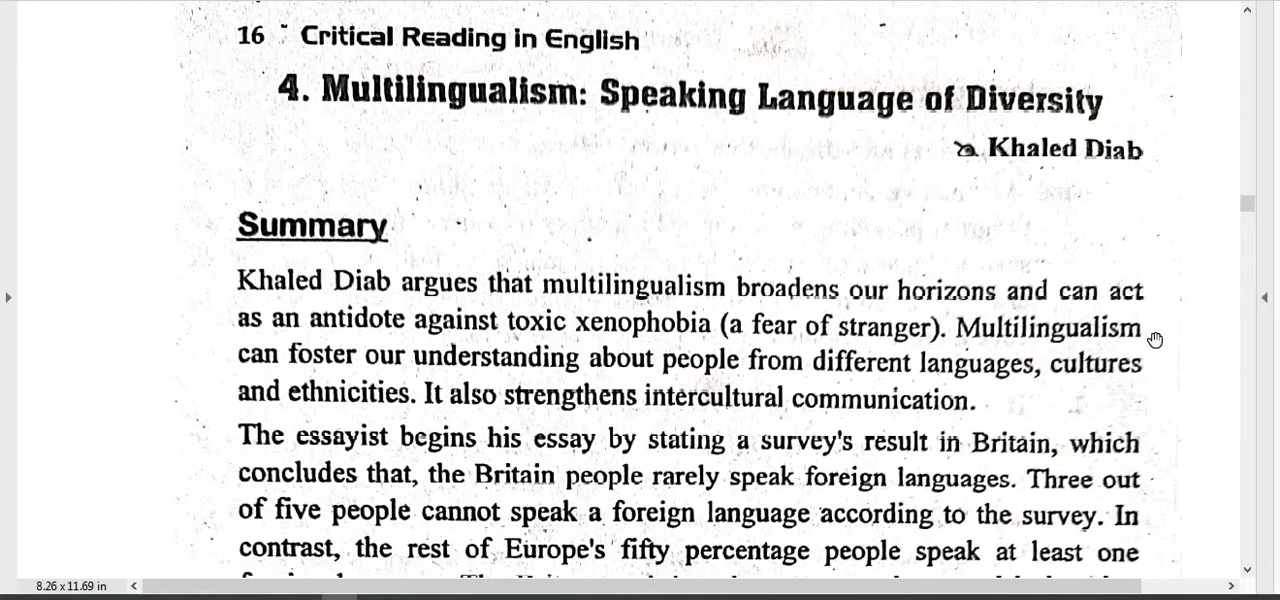 16 Critical Reading in English
4. Multilingualism: Speaking Language of Diversity
Khaled Diab
Summary
Khaled Diab argues that multilingualism broadens our horizons and can act
as an antidote against toxic xenophobia (a fear of stranger). Multilingualism
can foster our understanding about people from different languages, cultures
and ethnicities. It also strengthens intercultural communication.
The essayist begins his essay by stating a survey's result in Britain, which
concludes that, the Britain people rarely speak foreign languages. Three out
of five people cannot speak a foreign language according to the survey. In
contrast, the rest of Europe's fifty percentage people speak at least one
8.26 x 11.69 in